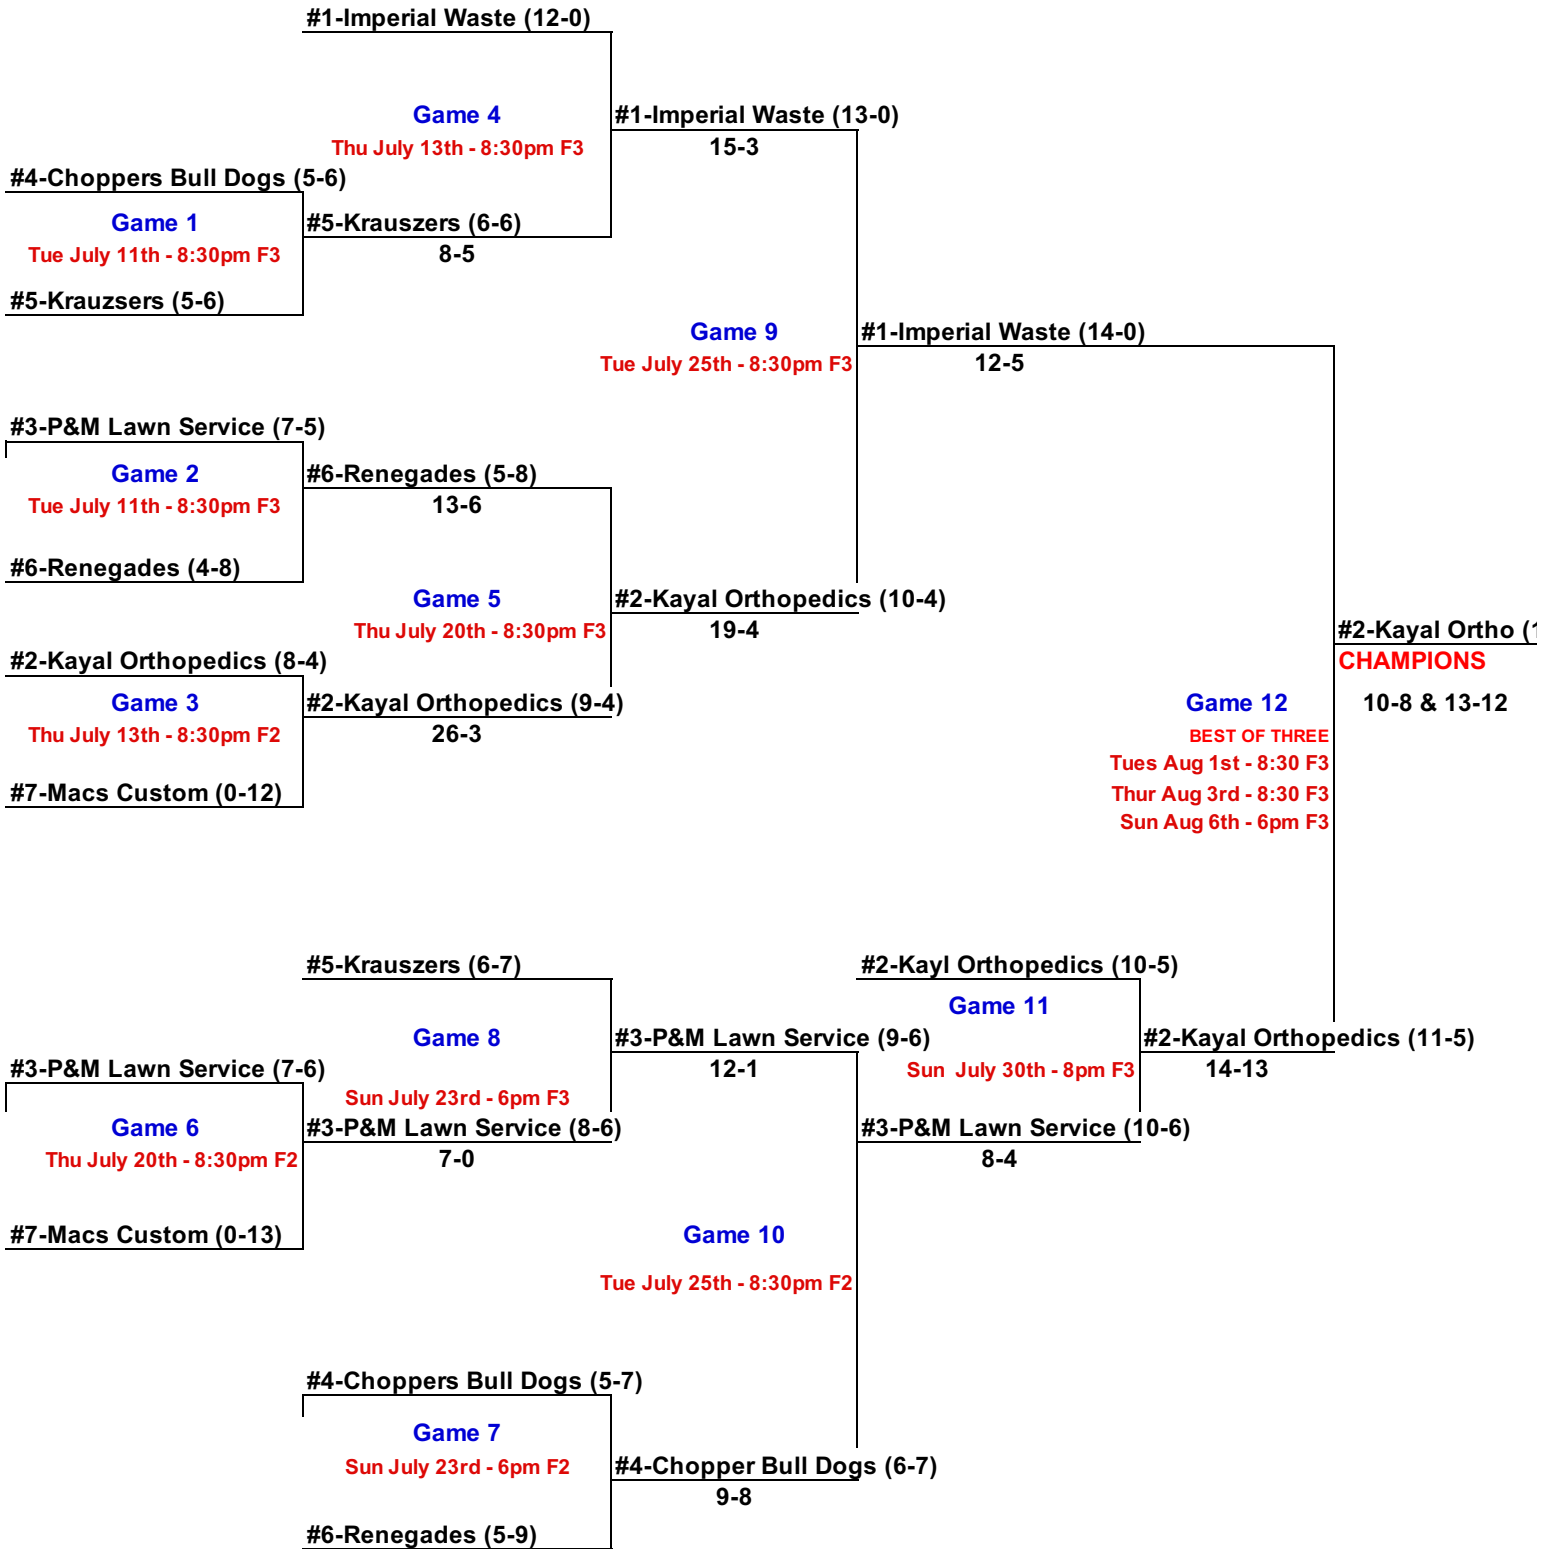 #1-Imperial Waste (12-0)
Game 4
#1-Imperial Waste (13-0)
Thu July 13th - 8:30pm F3
15-3
#4-Choppers Bull Dogs (5-6)
Game 1
#5-Krauszers (6-6)
Tue July 11th - 8:30pm F3
8-5
#5-Krauzsers (5-6)
Game 9
#1-Imperial Waste (14-0)
Tue July 25th - 8:30pm F3
12-5
#3-P&M Lawn Service (7-5)
Game 2
#6-Renegades (5-8)
Tue July 11th - 8:30pm F3
13-6
#6-Renegades (4-8)
Game 5
#2-Kayal Orthopedics (10-4)
Thu July 20th - 8:30pm F3
19-4
#2-Kayal Ortho (1
#2-Kayal Orthopedics (8-4)
CHAMPIONS
Game 3
#2-Kayal Orthopedics (9-4)
Game 12
10-8 & 13-12
Thu July 13th - 8:30pm F2
26-3
BEST OF THREE
Tues Aug 1st - 8:30 F3
#7-Macs Custom (0-12)
Thur Aug 3rd - 8:30 F3
Sun Aug 6th - 6pm F3
#5-Krauszers (6-7)
#2-Kayl Orthopedics (10-5)
Game 11
Game 8
#3-P&M Lawn Service (9-6)
#2-Kayal Orthopedics (11-5)
#3-P&M Lawn Service (7-6)
12-1
Sun  July 30th - 8pm F3
14-13
Sun July 23rd - 6pm F3
Game 6
#3-P&M Lawn Service (8-6)
#3-P&M Lawn Service (10-6)
Thu July 20th - 8:30pm F2
7-0
8-4
#7-Macs Custom (0-13)
Game 10
Tue July 25th - 8:30pm F2
#4-Choppers Bull Dogs (5-7)
Game 7
Sun July 23rd - 6pm F2
#4-Chopper Bull Dogs (6-7)
9-8
#6-Renegades (5-9)